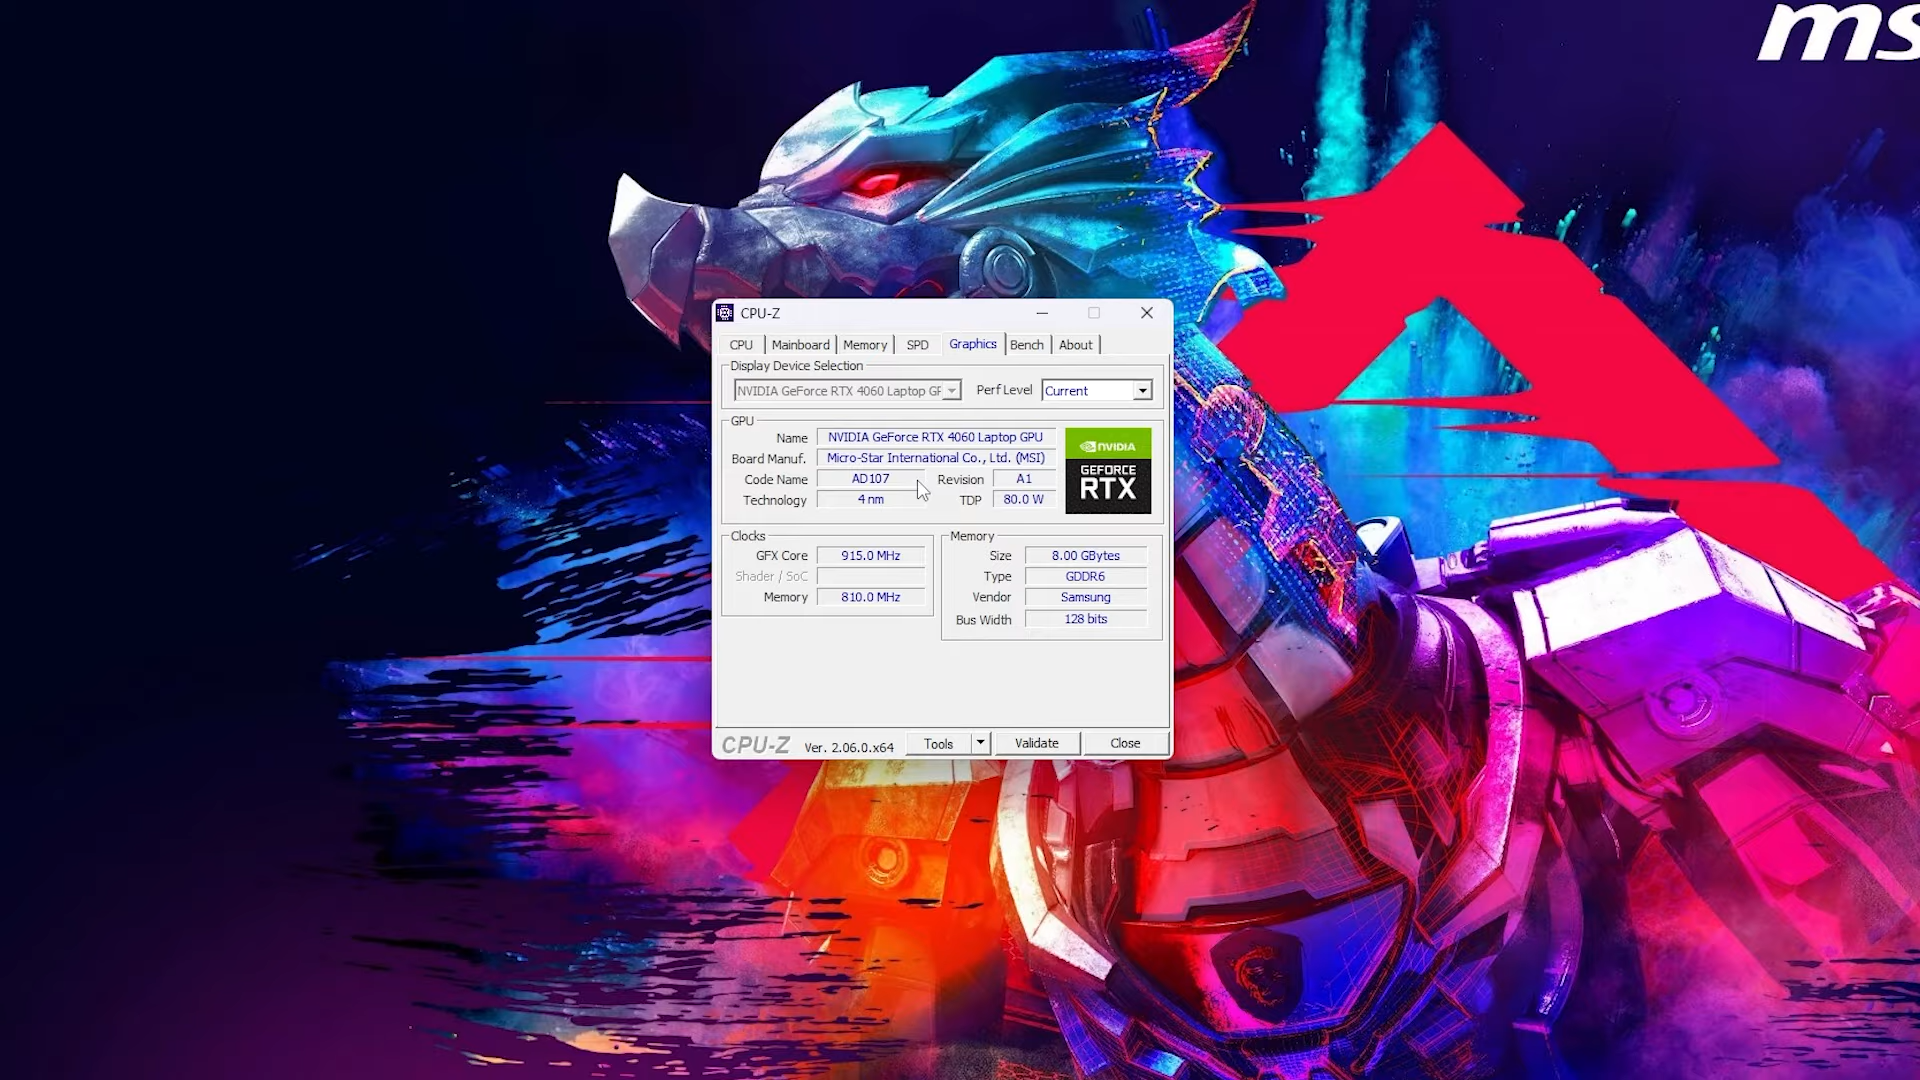 ms
CPU-Z
CPU Mainboard Memory SPD Graphics Bench About
Display Device Selection
NVIDIA GeForce RTX 4060 Laptop GF Perf Level Current
GPU
Name NVIDIA GeForce RTX 4060 Laptop GPU
Board Manuf. Micro-Star International Co., Ltd. (MSI)
Code Name AD107 Revision A1
Technology 4 nm TDP 80.0 W
NVIDIA
GEFORCE
RTX
Clocks
GFX Core 915.0 MHz
Shader / SoC
Memory 810.0 MHz
Memory
Size 8.00 GBytes
Type GDDR6
Vendor Samsung
Bus Width 128 bits
CPU-Z Ver. 2.06.0.x64 Tools Validate Close